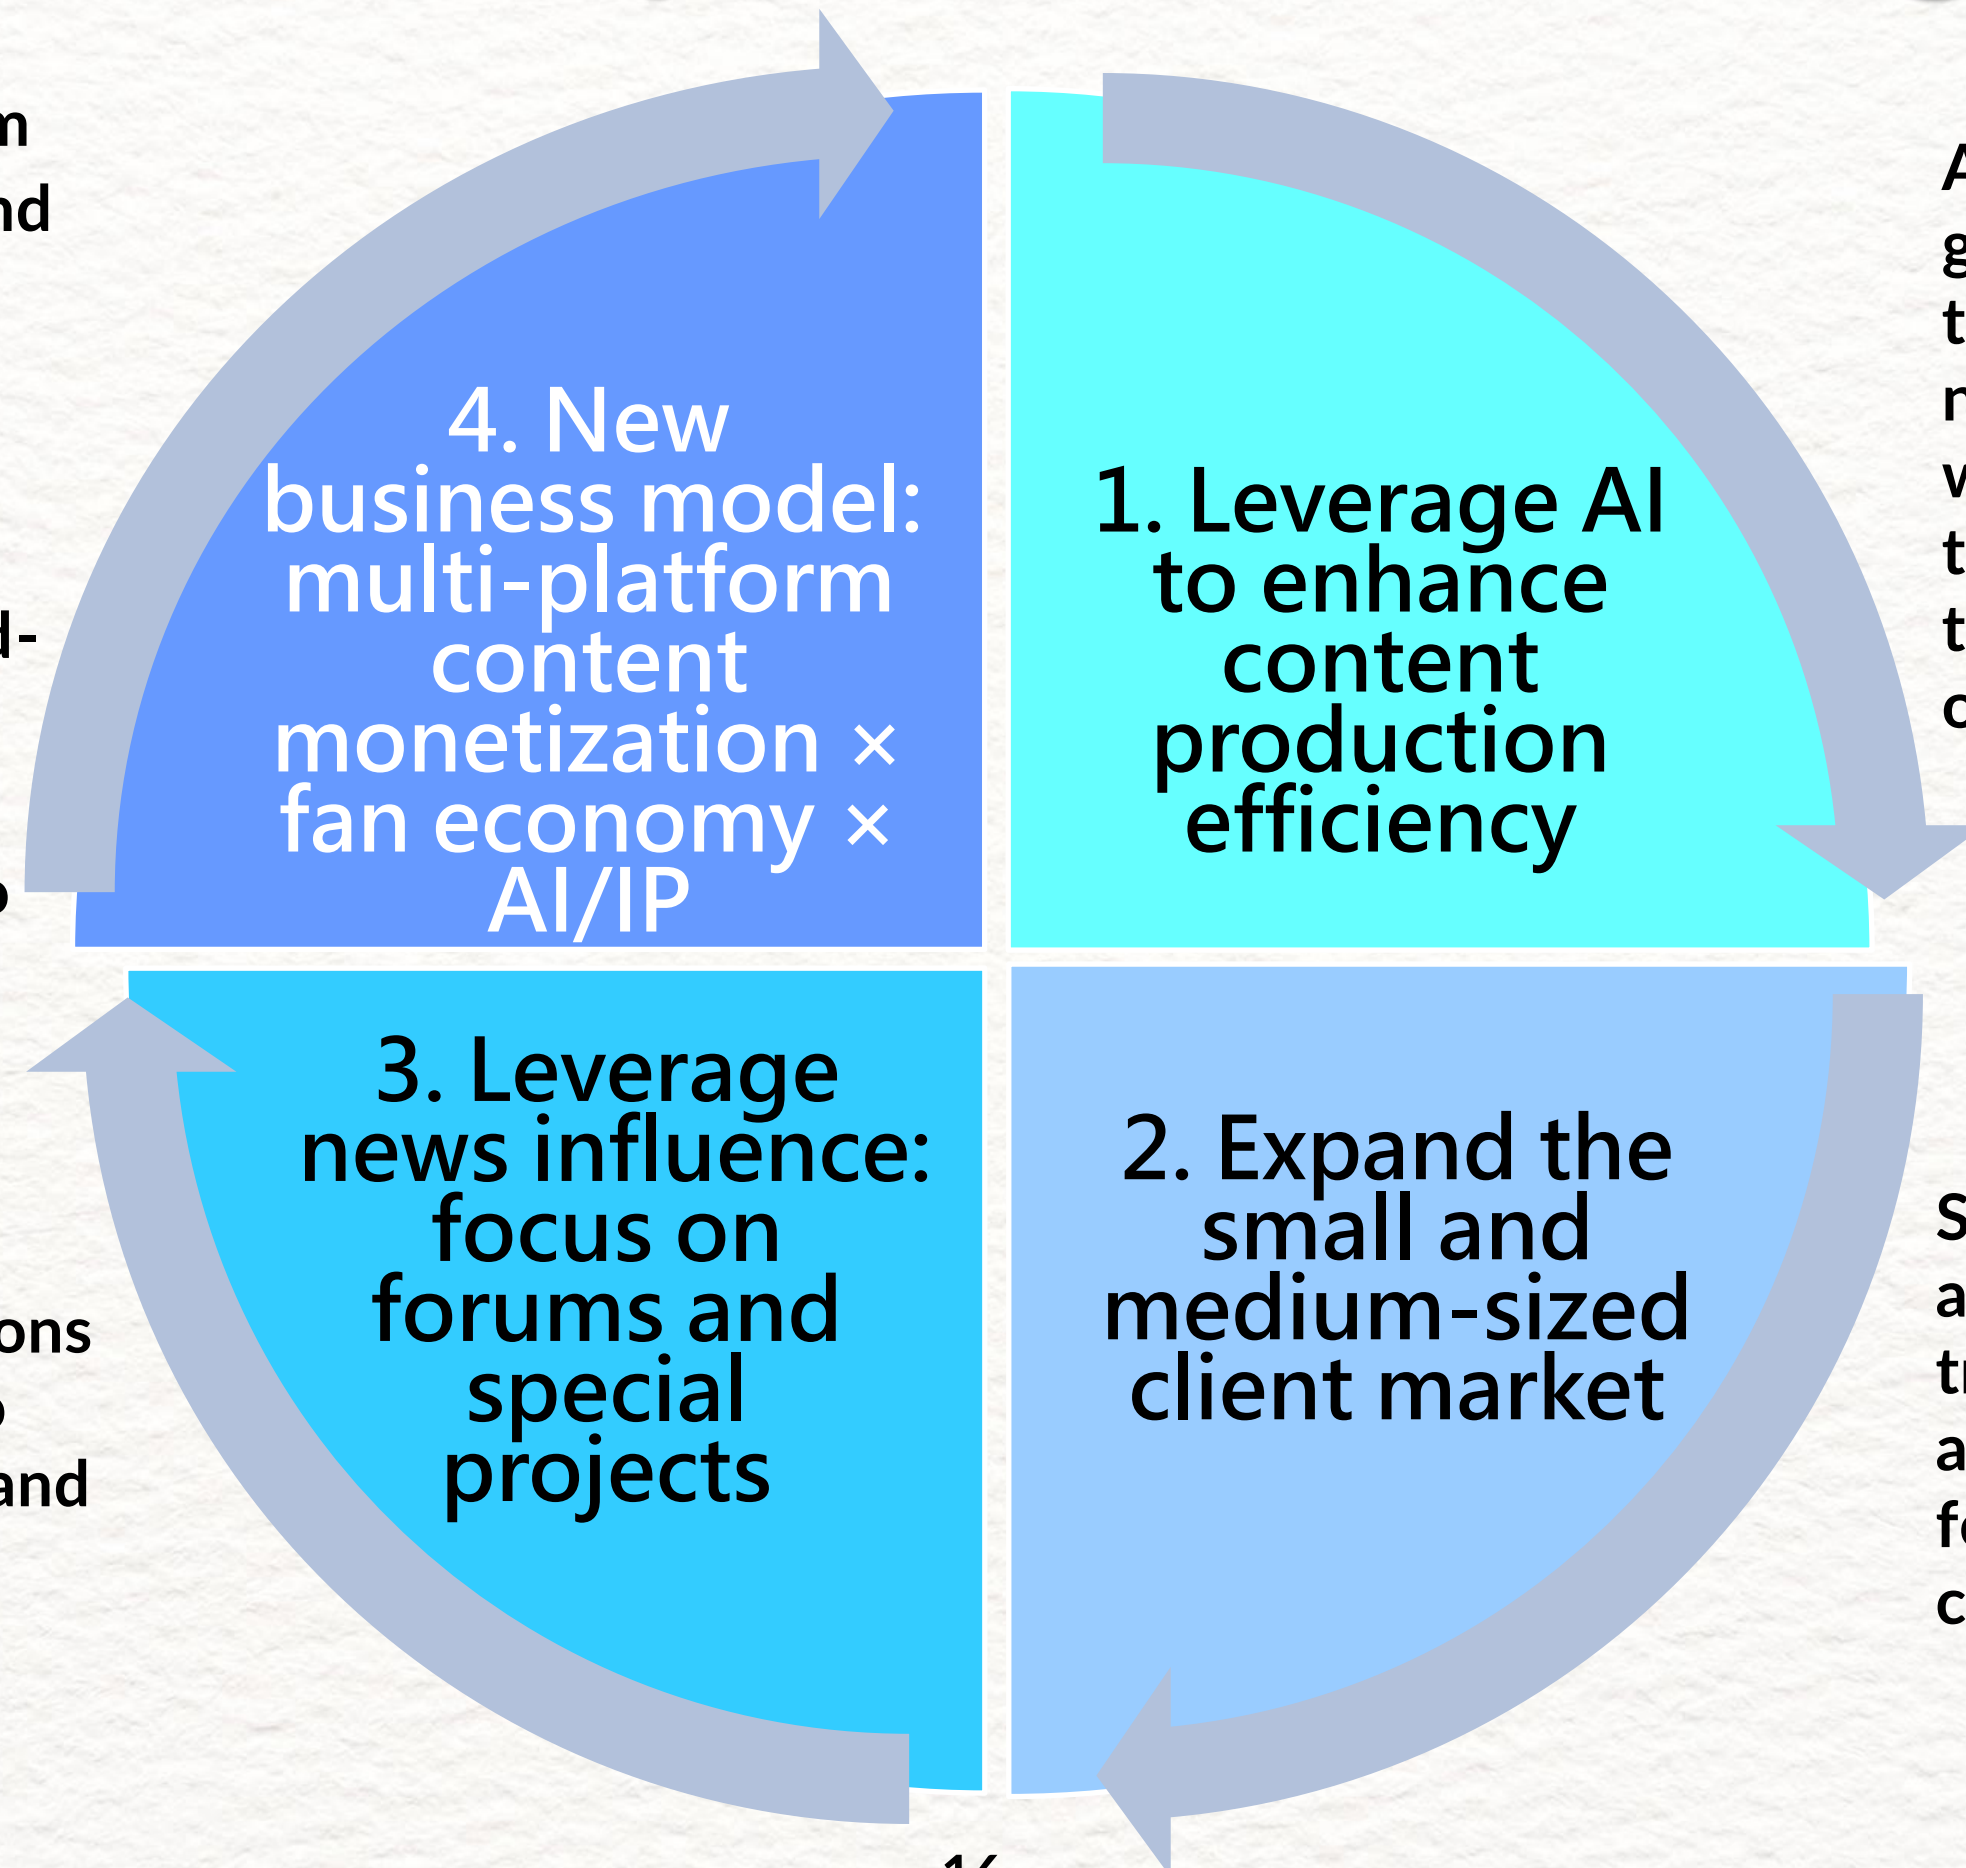 4. New
business model:
multi-platform
content
monetization ×
fan economy ×
AI/IP
1. Leverage AI
to enhance
content
production
efficiency
3. Leverage
news influence:
focus on
forums and
special
projects
2. Expand the
small and
medium-sized
client market
and